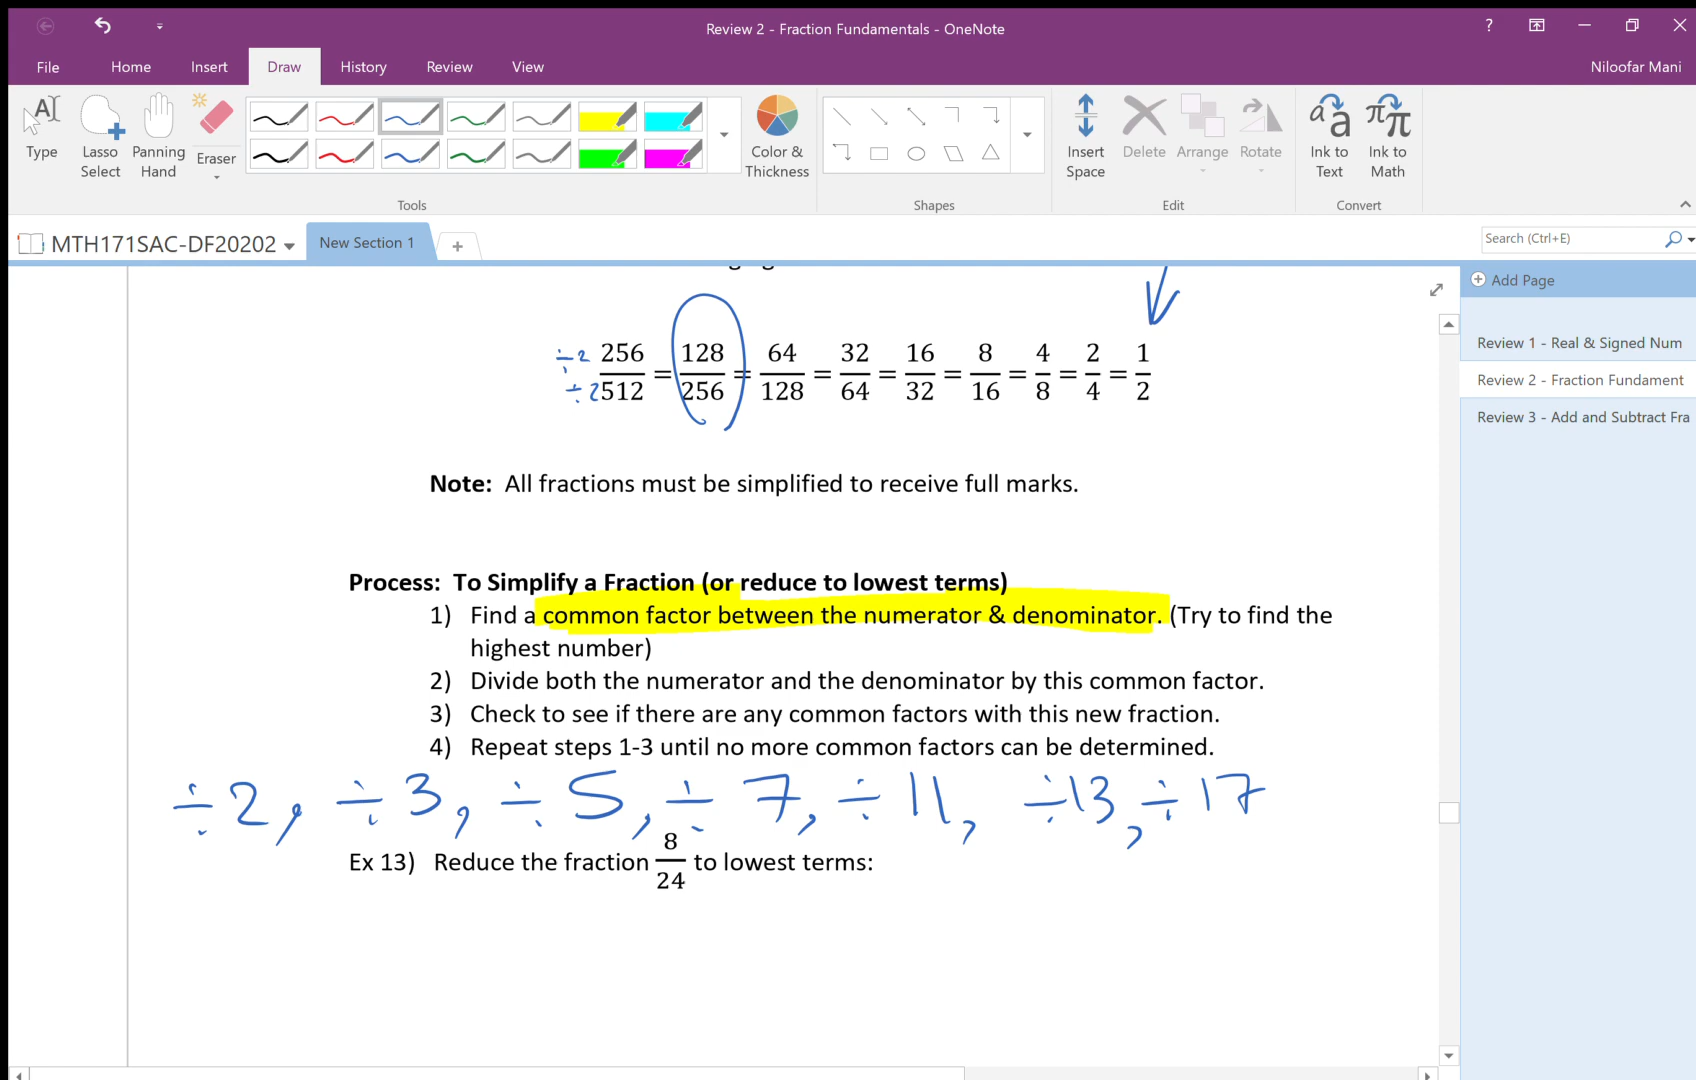 Review 2 - Fraction Fundamentals - OneNote
?
File Home Insert Draw History Review View Niloofar Mani
Type Lasso Select Panning Hand Eraser Color & Thickness Insert Space Delete Arrange Rotate Ink to Text Ink to Math
Tools Shapes Edit Convert
MTH171SAC-DF20202 New Section 1 + Search (Ctrl+E)
Add Page
Review 1 - Real & Signed Num
Review 2 - Fraction Fundament
Review 3 - Add and Subtract Fra
÷2 256/512 = 128/256 = 64/128 = 32/64 = 16/32 = 8/16 = 4/8 = 2/4 = 1/2
÷2
Note: All fractions must be simplified to receive full marks.
Process: To Simplify a Fraction (or reduce to lowest terms)
1) Find a common factor between the numerator & denominator. (Try to find the
highest number)
2) Divide both the numerator and the denominator by this common factor.
3) Check to see if there are any common factors with this new fraction.
4) Repeat steps 1-3 until no more common factors can be determined.
÷2, ÷3, ÷5, ÷7, ÷11, ÷13, ÷17
Ex 13) Reduce the fraction 8/24 to lowest terms: